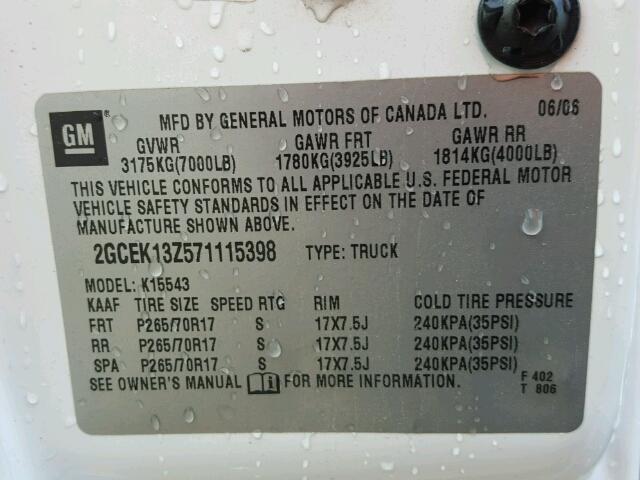 GM ® MFD BY GENERAL MOTORS OF CANADA LTD. 06/06
GVWR GAWR FRT GAWR RR
3175KG(7000LB) 1780KG(3925LB) 1814KG(4000LB)
THIS VEHICLE CONFORMS TO ALL APPLICABLE U.S. FEDERAL MOTOR
VEHICLE SAFETY STANDARDS IN EFFECT ON THE DATE OF
MANUFACTURE SHOWN ABOVE.
2GCEK13Z571115398 TYPE: TRUCK
MODEL: K15543
KAAF TIRE SIZE SPEED RTG RIM COLD TIRE PRESSURE
FRT P265/70R17 S 17X7.5J 240KPA(35PSI)
RR P265/70R17 S 17X7.5J 240KPA(35PSI)
SPA P265/70R17 S 17X7.5J 240KPA(35PSI)
SEE OWNER'S MANUAL FOR MORE INFORMATION. F 402
T 806